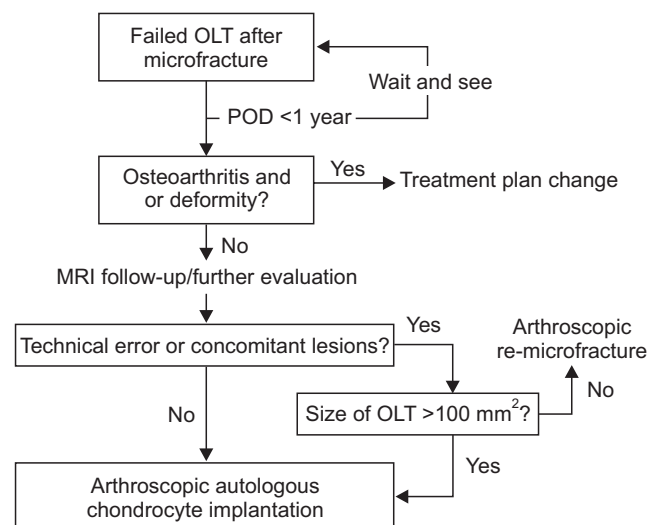 Failed OLT after
microfracture
Wait and see
POD <1 year
Osteoarthritis and
or deformity?
Yes
Treatment plan change
No
MRI follow-up/further evaluation
Technical error or concomitant lesions?
Yes
Arthroscopic
re-microfracture
No
Size of OLT >100 mm²?
No
Yes
Arthroscopic autologous
chondrocyte implantation